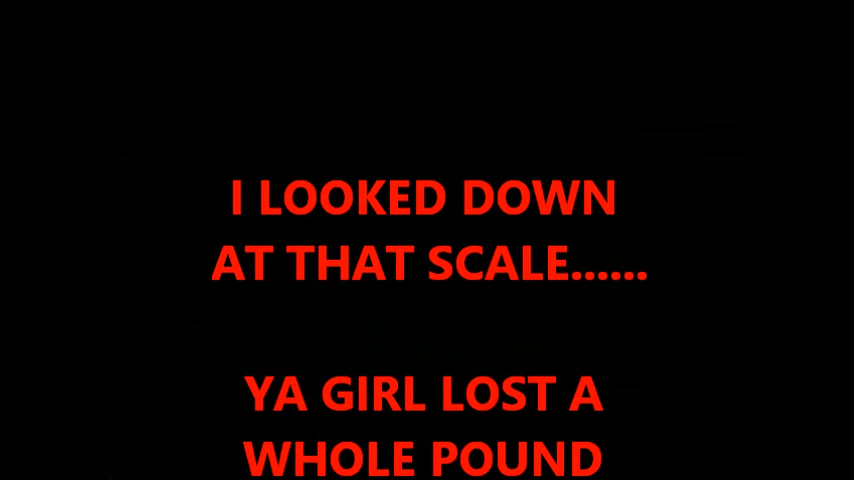 I LOOKED DOWN
AT THAT SCALE......
YA GIRL LOST A
WHOLE POUND